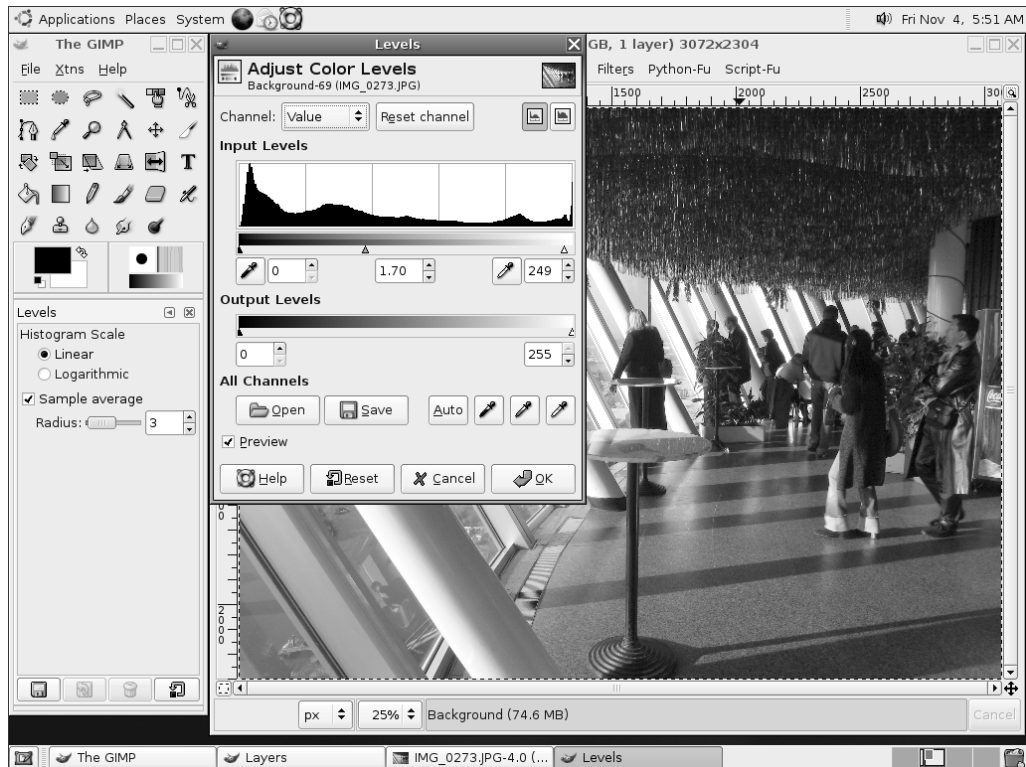 Applications Places System
Fri Nov 4, 5:51 AM
The GIMP
File Xtns Help
Levels
Histogram Scale
Linear
Logarithmic
Sample average
Radius: 3
Levels
Adjust Color Levels
Background-69 (IMG_0273.JPG)
Channel: Value Reset channel
Input Levels
0 1.70 249
Output Levels
0 255
All Channels
Open Save Auto
Preview
Help Reset Cancel OK
GB, 1 layer) 3072x2304
Filters Python-Fu Script-Fu
1500 2000 2500 30
2000
px 25% Background (74.6 MB) Cancel
The GIMP Layers IMG_0273.JPG-4.0 (... Levels